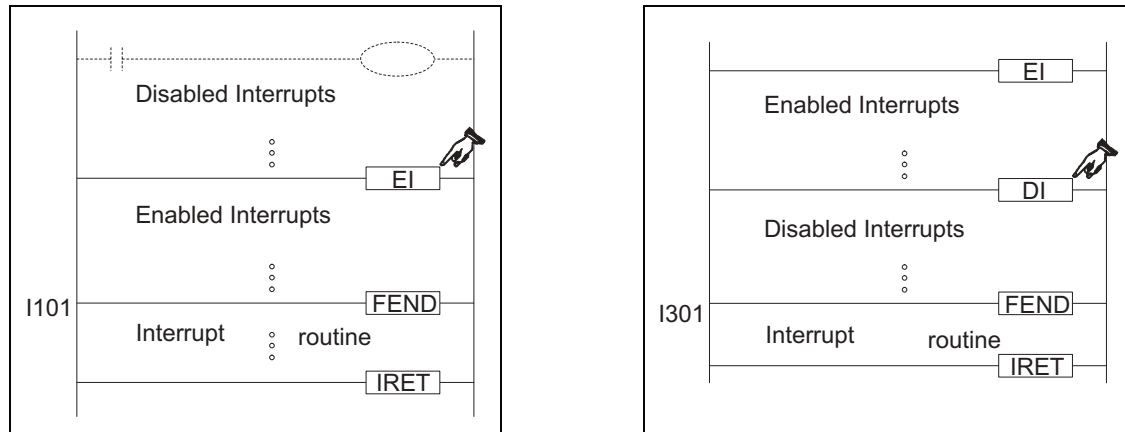 Disabled Interrupts
EI
Enabled Interrupts
I101
FEND
Interrupt routine
IRET
EI
Enabled Interrupts
DI
Disabled Interrupts
I301
FEND
Interrupt routine
IRET